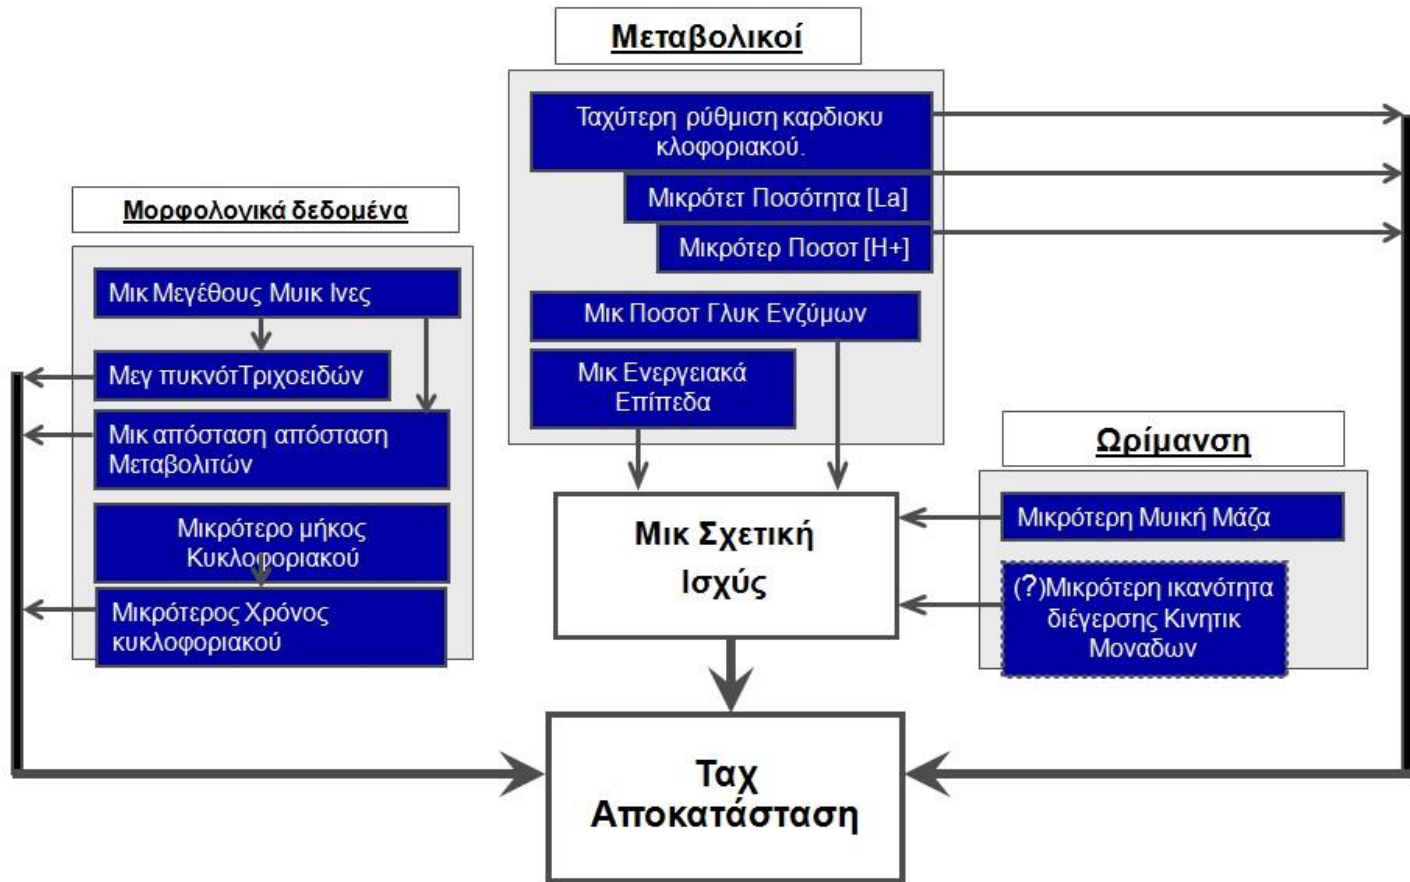 Μεταβολικοί
Ταχύτερη ρύθμιση καρδιοκυ
κλοφοριακού.
Μικρότετ Ποσότητα [La]
Μικρότερ Ποσοτ [H+]
Μικ Ποσοτ Γλυκ Ενζύμων
Μικ Ενεργειακά
Επίπεδα
Μορφολογικά δεδομένα
Μικ Μεγέθους Μυικ Ινες
Μεγ πυκνότΤριχοειδών
Μικ απόσταση απόσταση
Μεταβολιτών
Μικρότερο μήκος
Κυκλοφοριακού
Μικρότερος Χρόνος
κυκλοφοριακού
Ωρίμανση
Μικρότερη Μυική Μάζα
(?)Μικρότερη ικανότητα
διέγερσης Κινητικ
Μοναδων
Μικ Σχετική
Ισχύς
Ταχ
Αποκατάσταση